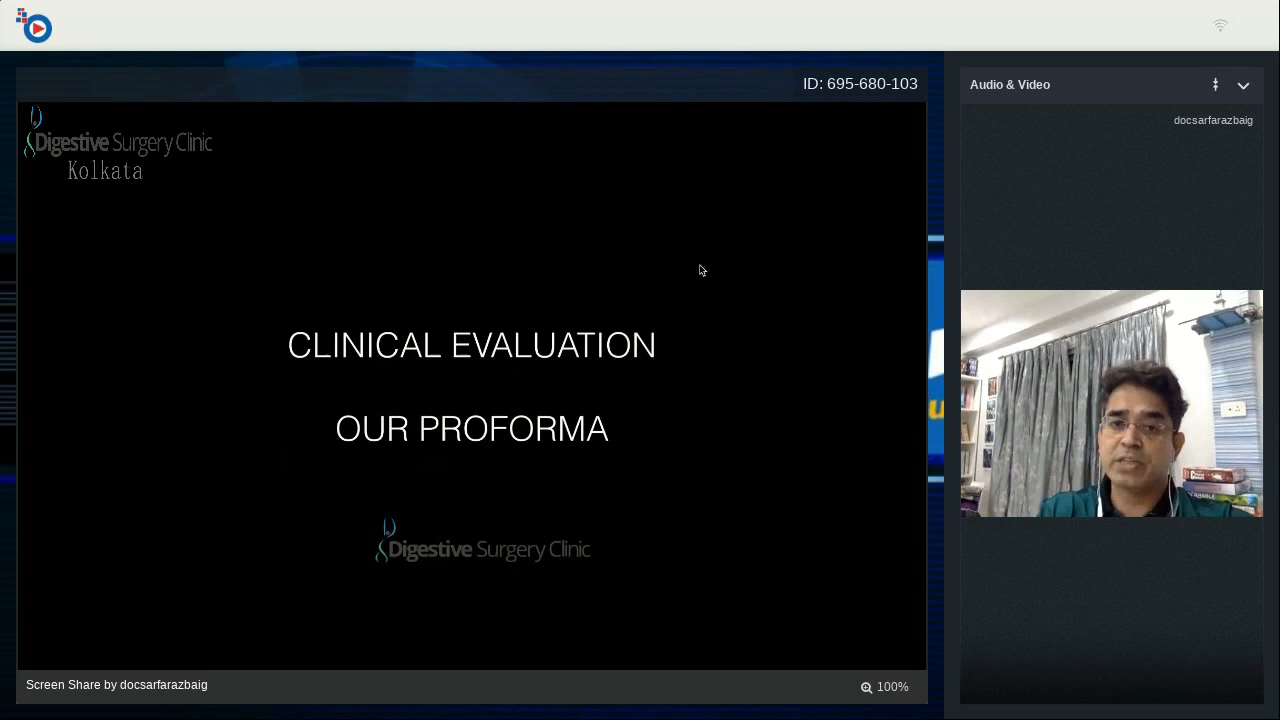 ID: 695-680-103
Audio & Video
docsarfarazbaig
Digestive Surgery Clinic
Kolkata
CLINICAL EVALUATION
OUR PROFORMA
Digestive Surgery Clinic
SCRABBLE
Screen Share by docsarfarazbaig
100%